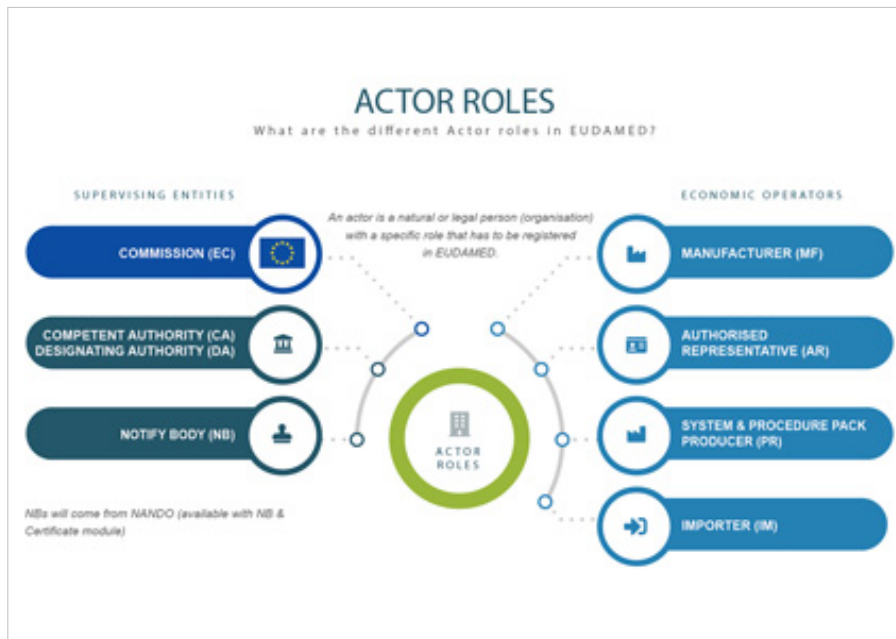 ACTOR ROLES
What are the different Actor roles in EUDAMED?
SUPERVISING ENTITIES
COMMISSION (EC)
COMPETENT AUTHORITY (CA)
DESIGNATING AUTHORITY (DA)
NOTIFY BODY (NB)
NBs will come from NANDO (available with NB &
Certificate module)
An actor is a natural or legal person (organisation)
with a specific role that has to be registered
in EUDAMED.
ACTOR
ROLES
ECONOMIC OPERATORS
MANUFACTURER (MF)
AUTHORISED
REPRESENTATIVE (AR)
SYSTEM & PROCEDURE PACK
PRODUCER (PR)
IMPORTER (IM)